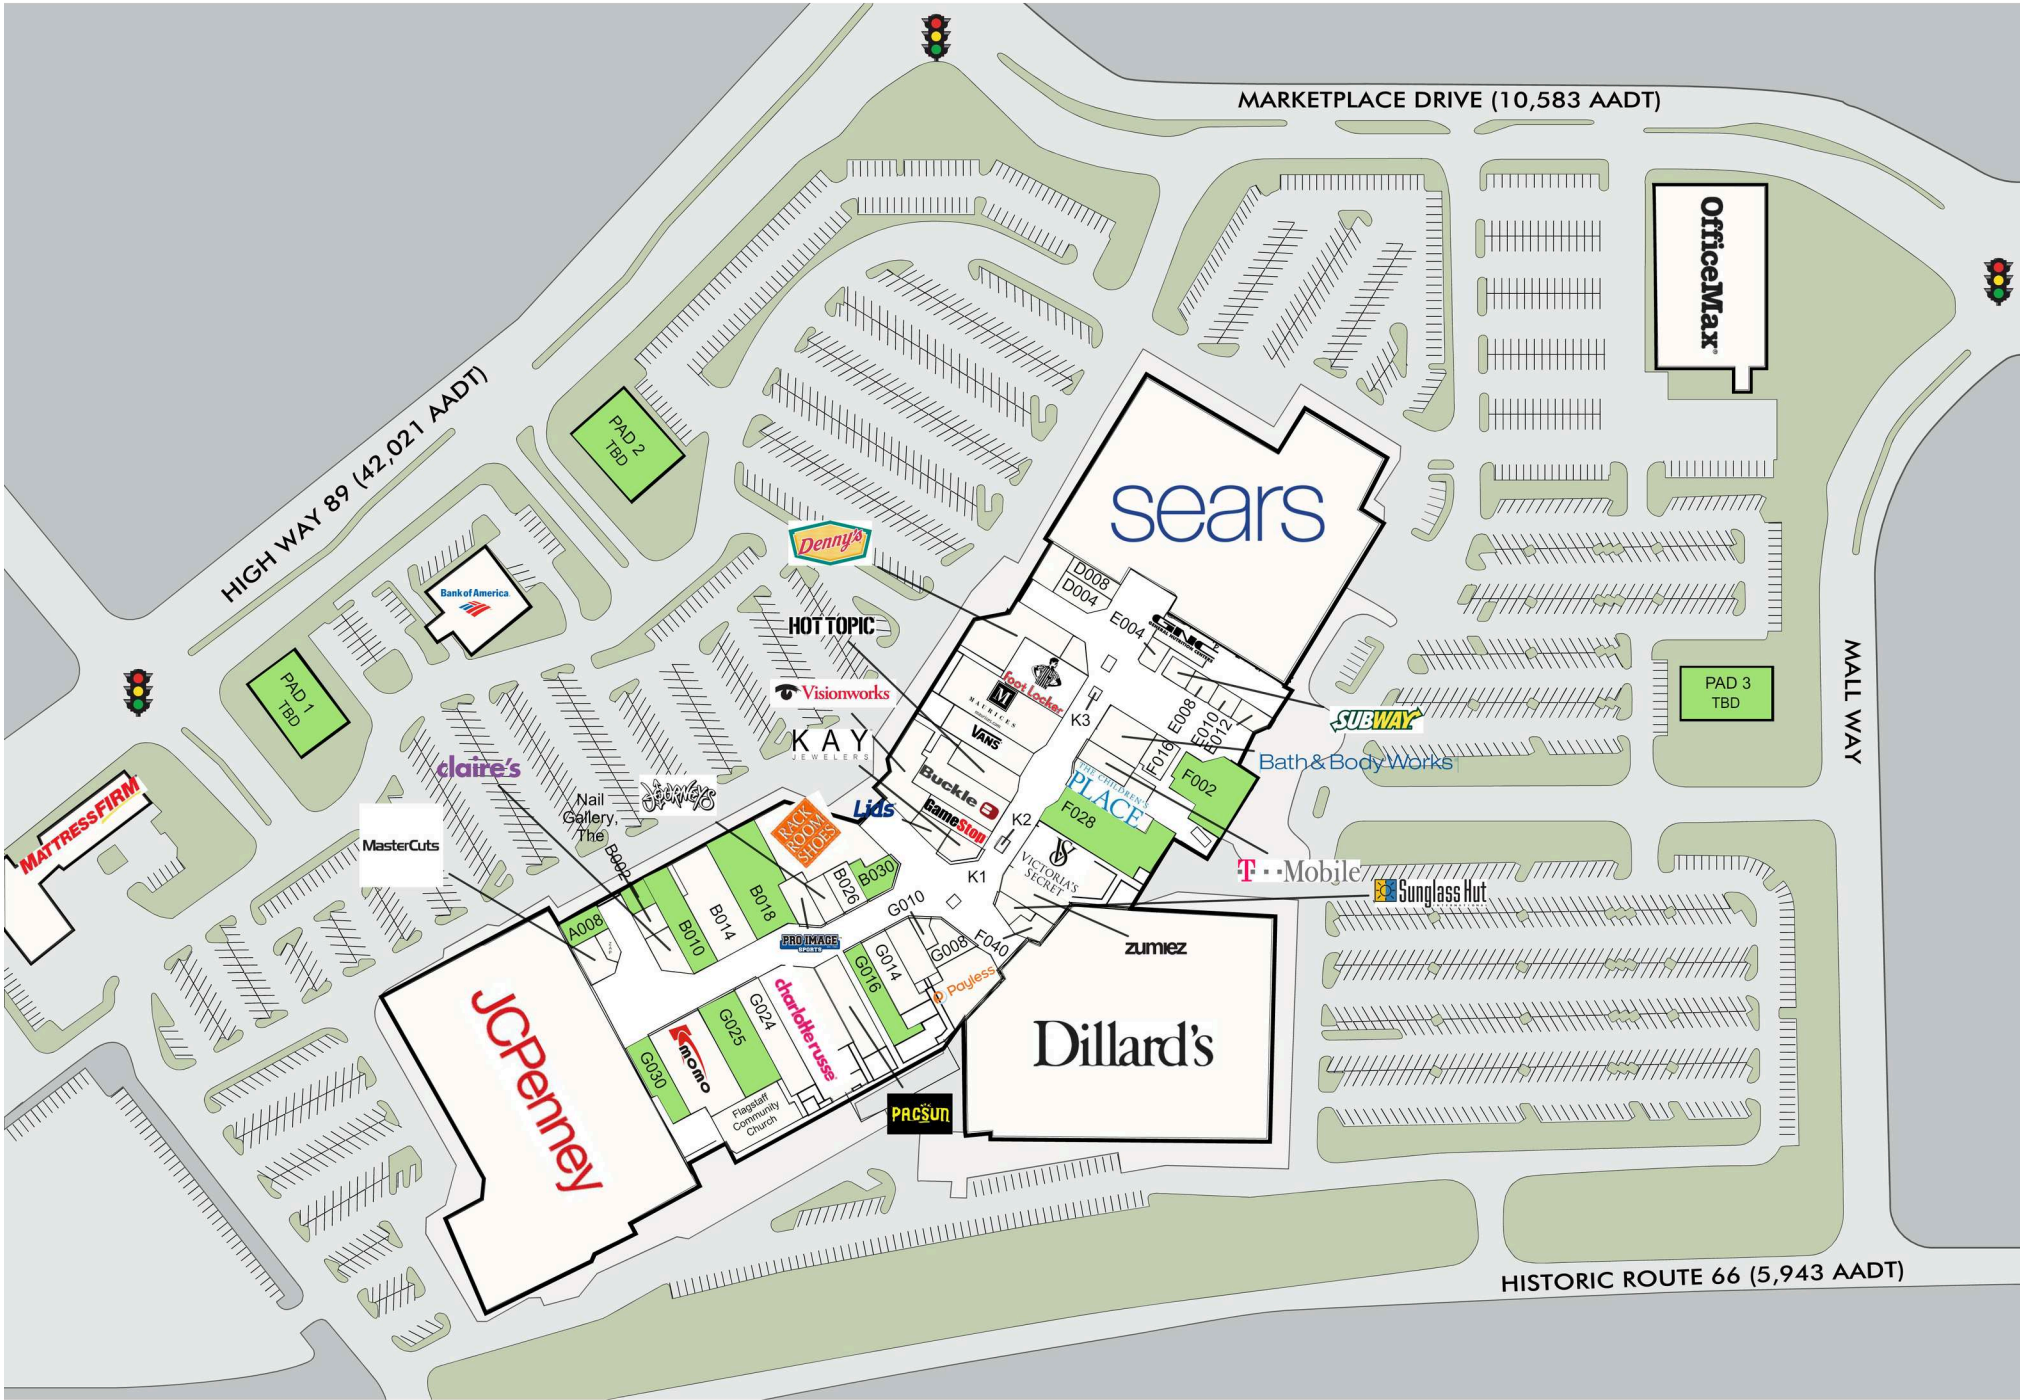 MARKETPLACE DRIVE (10,583 AADT)
OfficeMax
HIGH WAY 89 (42,021 AADT)
PAD 2
TBD
sears
Denny's
D008
D004
Bank of America
HOT TOPIC
E004
GNC
GENERAL NUTRITION CENTERS
PAD 1
TBD
Foot Locker
Visionworks
M
MAURICES
K3
E008
E010
E012
SUBWAY
PAD 3
TBD
MALL WAY
VANS
KAY
JEWELERS
F016
Bath & Body Works
claire's
Buckle
THE CHILDREN'S
PLACE
F002
MATTRESSFIRM
Nail
Gallery,
The
JOURNEYS
RACK
ROOM
SHOES
Lids
GameStop
K2
F028
MasterCuts
B002
B030
K1
VS
VICTORIA'S
SECRET
T Mobile
Sunglass Hut
A008
B010
B014
B018
B026
G010
PRO IMAGE
SPORTS
G008
F040
zumiez
G014
G016
Payless
charlotte russe
G024
G025
momo
G030
JCPenney
Dillard's
Flagstaff
Community
Church
PACSUN
HISTORIC ROUTE 66 (5,943 AADT)